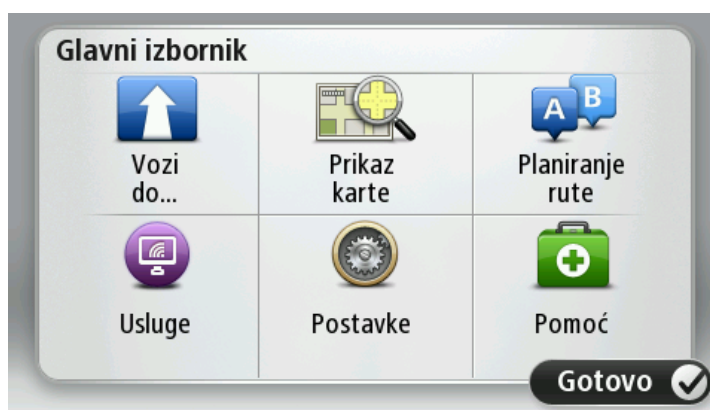 Glavni izbornik
A B
Vozi
do...
Prikaz
karte
Planiranje
rute
Usluge
Postavke
Pomoć
Gotovo